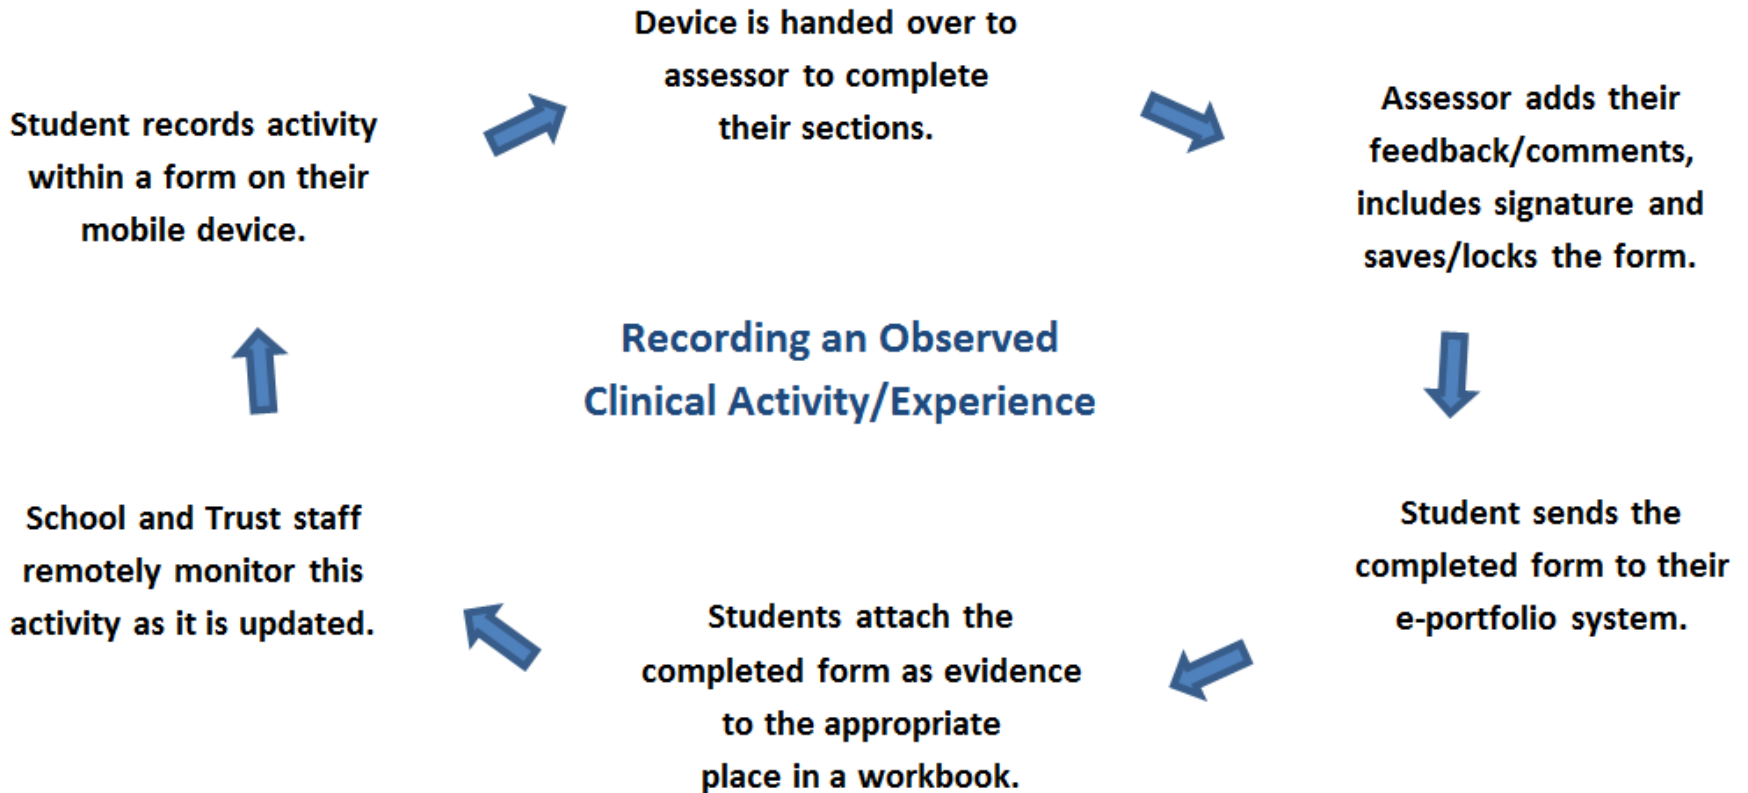 Device is handed over to
assessor to complete
their sections.
Assessor adds their
feedback/comments,
includes signature and
saves/locks the form.
Student sends the
completed form to their
e-portfolio system.
Students attach the
completed form as evidence
to the appropriate
place in a workbook.
School and Trust staff
remotely monitor this
activity as it is updated.
Student records activity
within a form on their
mobile device.
Recording an Observed
Clinical Activity/Experience